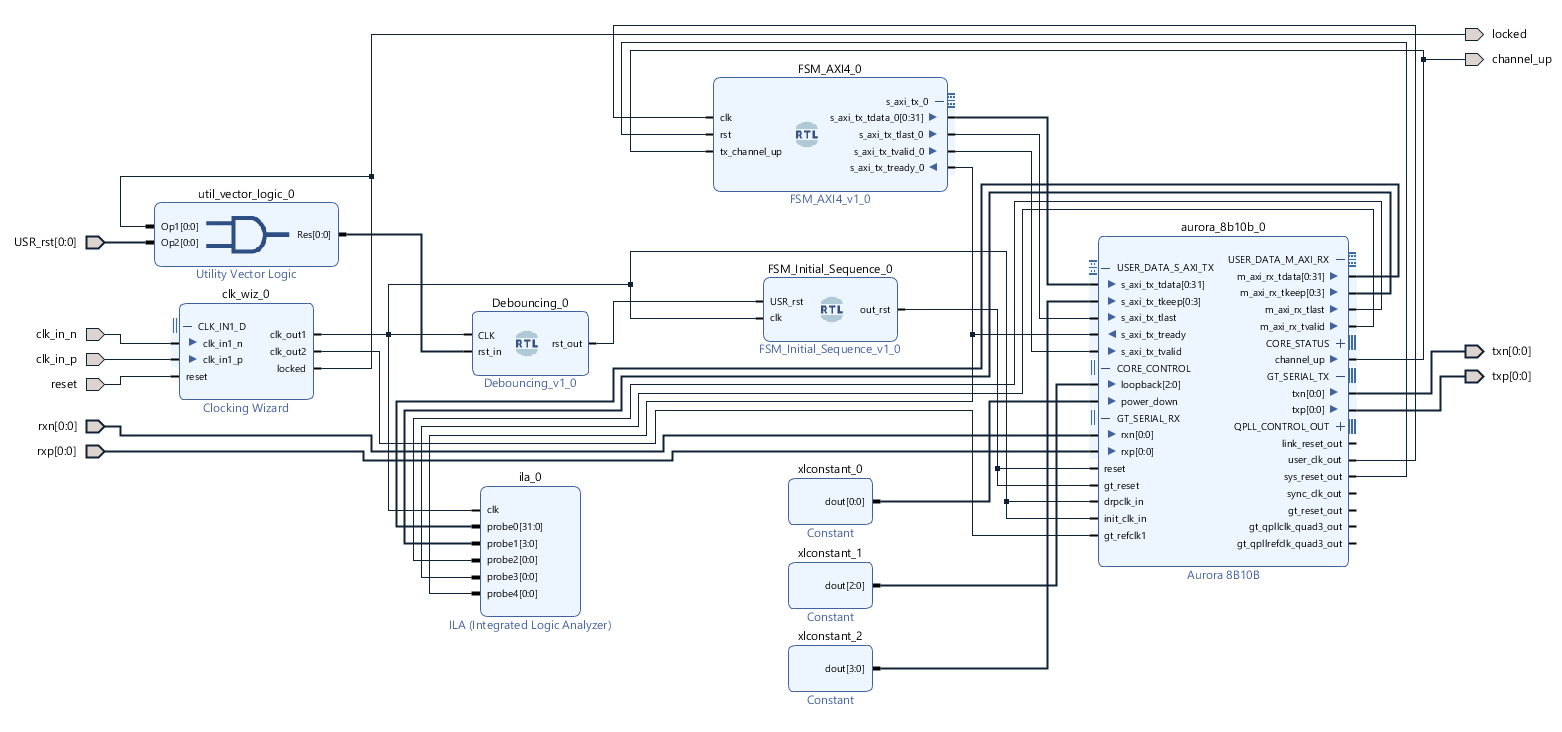 locked
channel_up
FSM_AXI4_0
s_axi_tx_0
clk
s_axi_tx_tdata_0[0:31]
rst
RTL
s_axi_tx_tlast_0
tx_channel_up
s_axi_tx_tvalid_0
s_axi_tx_tready_0
FSM_AXI4_v1_0
util_vector_logic_0
Op1[0:0]
Op2[0:0]
Res[0:0]
Utility Vector Logic
USR_rst[0:0]
clk_wiz_0
CLK_IN1_D
clk_in1_n
clk_in1_p
reset
clk_out1
clk_out2
locked
Clocking Wizard
clk_in_n
clk_in_p
reset
rxn[0:0]
rxp[0:0]
Debouncing_0
CLK
rst_in
RTL
rst_out
Debouncing_v1_0
FSM_Initial_Sequence_0
USR_rst
clk
RTL
out_rst
FSM_Initial_Sequence_v1_0
aurora_8b10b_0
USER_DATA_S_AXI_TX
s_axi_tx_tdata[0:31]
s_axi_tx_tkeep[0:3]
s_axi_tx_tlast
s_axi_tx_tready
s_axi_tx_tvalid
CORE_CONTROL
loopback[2:0]
power_down
GT_SERIAL_RX
rxn[0:0]
rxp[0:0]
reset
gt_reset
drpclk_in
init_clk_in
gt_refclk1
USER_DATA_M_AXI_RX
m_axi_rx_tdata[0:31]
m_axi_rx_tkeep[0:3]
m_axi_rx_tlast
m_axi_rx_tvalid
CORE_STATUS
channel_up
GT_SERIAL_TX
txn[0:0]
txp[0:0]
QPLL_CONTROL_OUT
link_reset_out
user_clk_out
sys_reset_out
sync_clk_out
gt_reset_out
gt_qpllclk_quad3_out
gt_qpllrefclk_quad3_out
Aurora 8B10B
txn[0:0]
txp[0:0]
ila_0
clk
probe0[31:0]
probe1[3:0]
probe2[0:0]
probe3[0:0]
probe4[0:0]
ILA (Integrated Logic Analyzer)
xlconstant_0
dout[0:0]
Constant
xlconstant_1
dout[2:0]
Constant
xlconstant_2
dout[3:0]
Constant